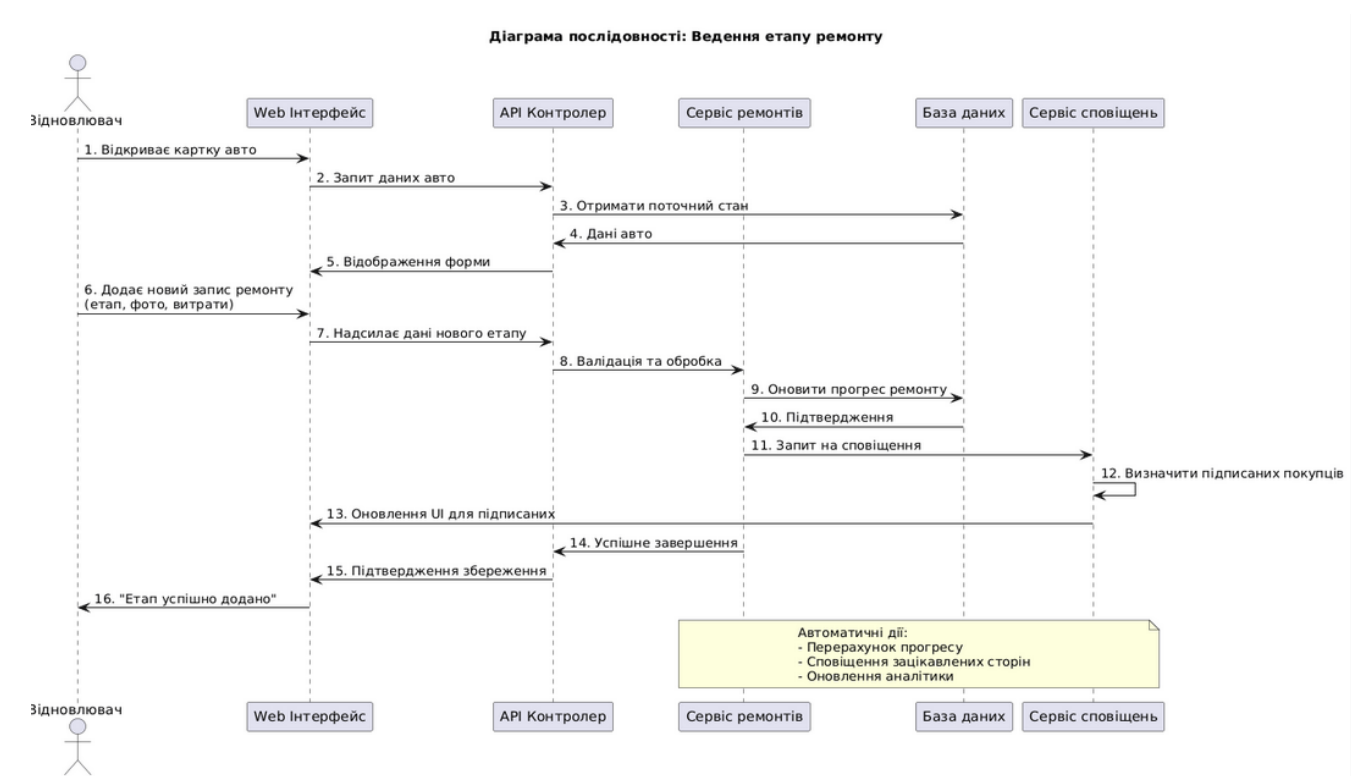 Діаграма послідовності: Ведення етапу ремонту
Відновлювач
Web Інтерфейс
API Контролер
Сервіс ремонтів
База даних
Сервіс сповіщень
1. Відкриває картку авто
2. Запит даних авто
3. Отримати поточний стан
4. Дані авто
5. Відображення форми
6. Додає новий запис ремонту
(етап, фото, витрати)
7. Надсилає дані нового етапу
8. Валідація та обробка
9. Оновити прогрес ремонту
10. Підтвердження
11. Запит на сповіщення
12. Визначити підписаних покупців
13. Оновлення UI для підписаних
14. Успішне завершення
15. Підтвердження збереження
16. "Етап успішно додано"
Автоматичні дії:
- Перерахунок прогресу
- Сповіщення зацікавлених сторін
- Оновлення аналітики
Відновлювач
Web Інтерфейс
API Контролер
Сервіс ремонтів
База даних
Сервіс сповіщень